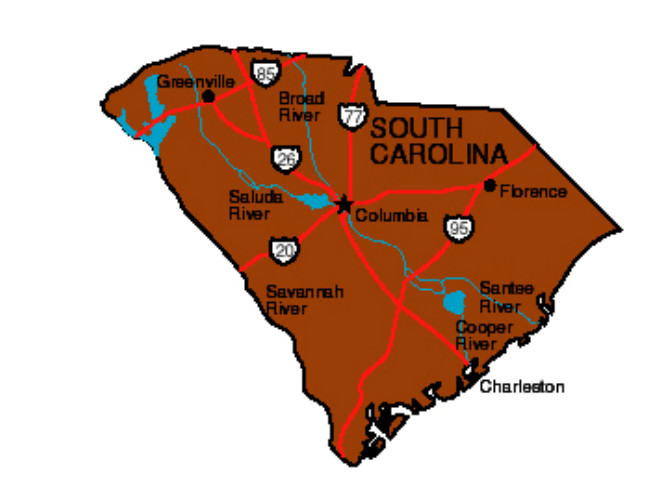 85
Greenville
Broad
River
77
SOUTH
CAROLINA
26
Saluda
River
Florence
Columbia
95
20
Savannah
River
Santee
River
Cooper
River
Charleston